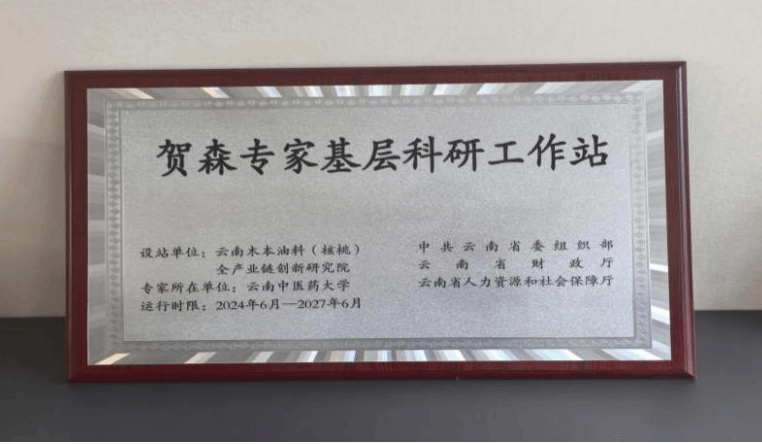 贺森专家基层科研工作站
设站单位：云南木本油料（核桃）
全产业链创新研究院
专家所在单位：云南中医药大学
运行时限：2024年6月—2027年6月
中共云南省委组织部
云南省财政厅
云南省人力资源和社会保障厅